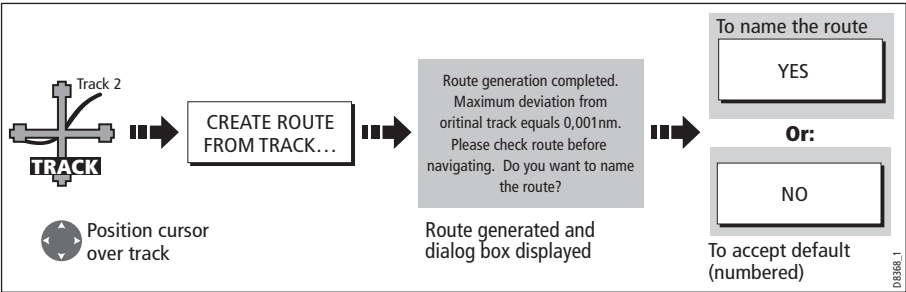 Track 2
TRACK
Position cursor
over track
CREATE ROUTE
FROM TRACK…
Route generation completed.
Maximum deviation from
oritinal track equals 0,001nm.
Please check route before
navigating. Do you want to name
the route?
Route generated and
dialog box displayed
To name the route
YES
Or:
NO
To accept default
(numbered)
D8368_1